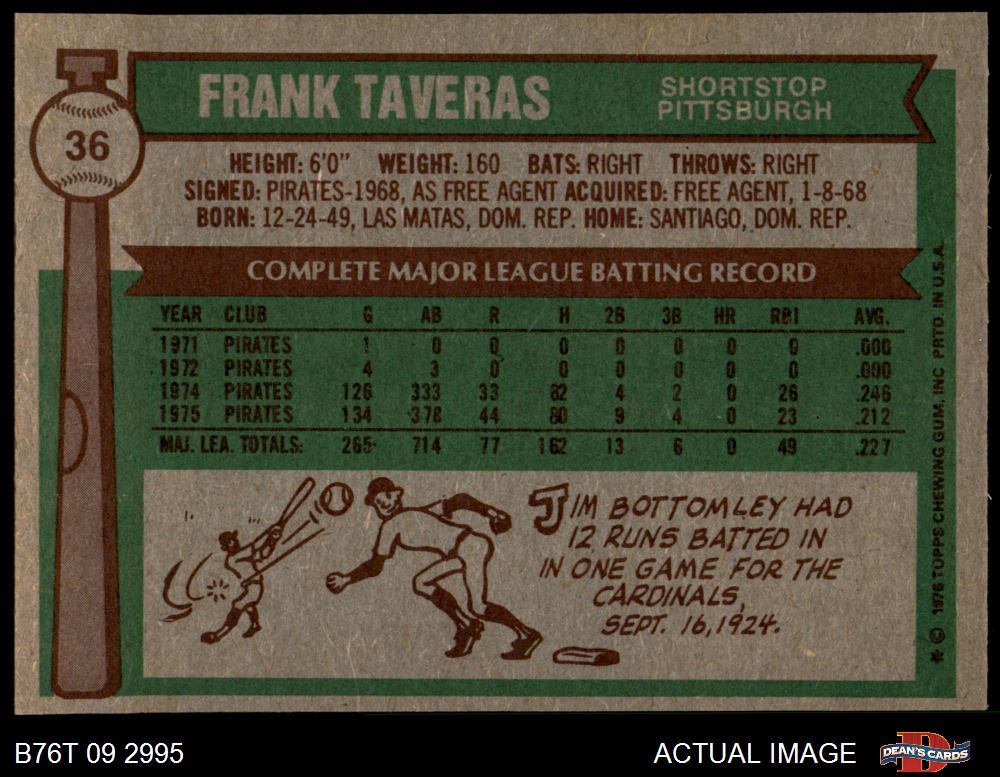 36
FRANK TAVERAS
SHORTSTOP
PITTSBURGH
HEIGHT: 6'0" WEIGHT: 160 BATS: RIGHT THROWS: RIGHT
SIGNED: PIRATES-1968, AS FREE AGENT ACQUIRED: FREE AGENT, 1-8-68
BORN: 12-24-49, LAS MATAS, DOM. REP. HOME: SANTIAGO, DOM. REP.
COMPLETE MAJOR LEAGUE BATTING RECORD
YEAR CLUB G AB R H 2B 3B HR RBI AVG.
1971 PIRATES 1 0 0 0 0 0 0 0 .000
1972 PIRATES 4 3 0 0 0 0 0 0 .000
1974 PIRATES 126 333 33 82 4 2 0 26 .246
1975 PIRATES 134 378 44 80 9 4 0 23 .212
MAJ. LEA. TOTALS: 265 714 77 162 13 6 0 49 .227
JIM BOTTOMLEY HAD
12 RUNS BATTED IN
IN ONE GAME FOR THE
CARDINALS,
SEPT. 16, 1924.
* © 1976 TOPPS CHEWING GUM, INC PRTD. IN U.S.A.
B76T 09 2995
ACTUAL IMAGE
DEAN'S CARDS